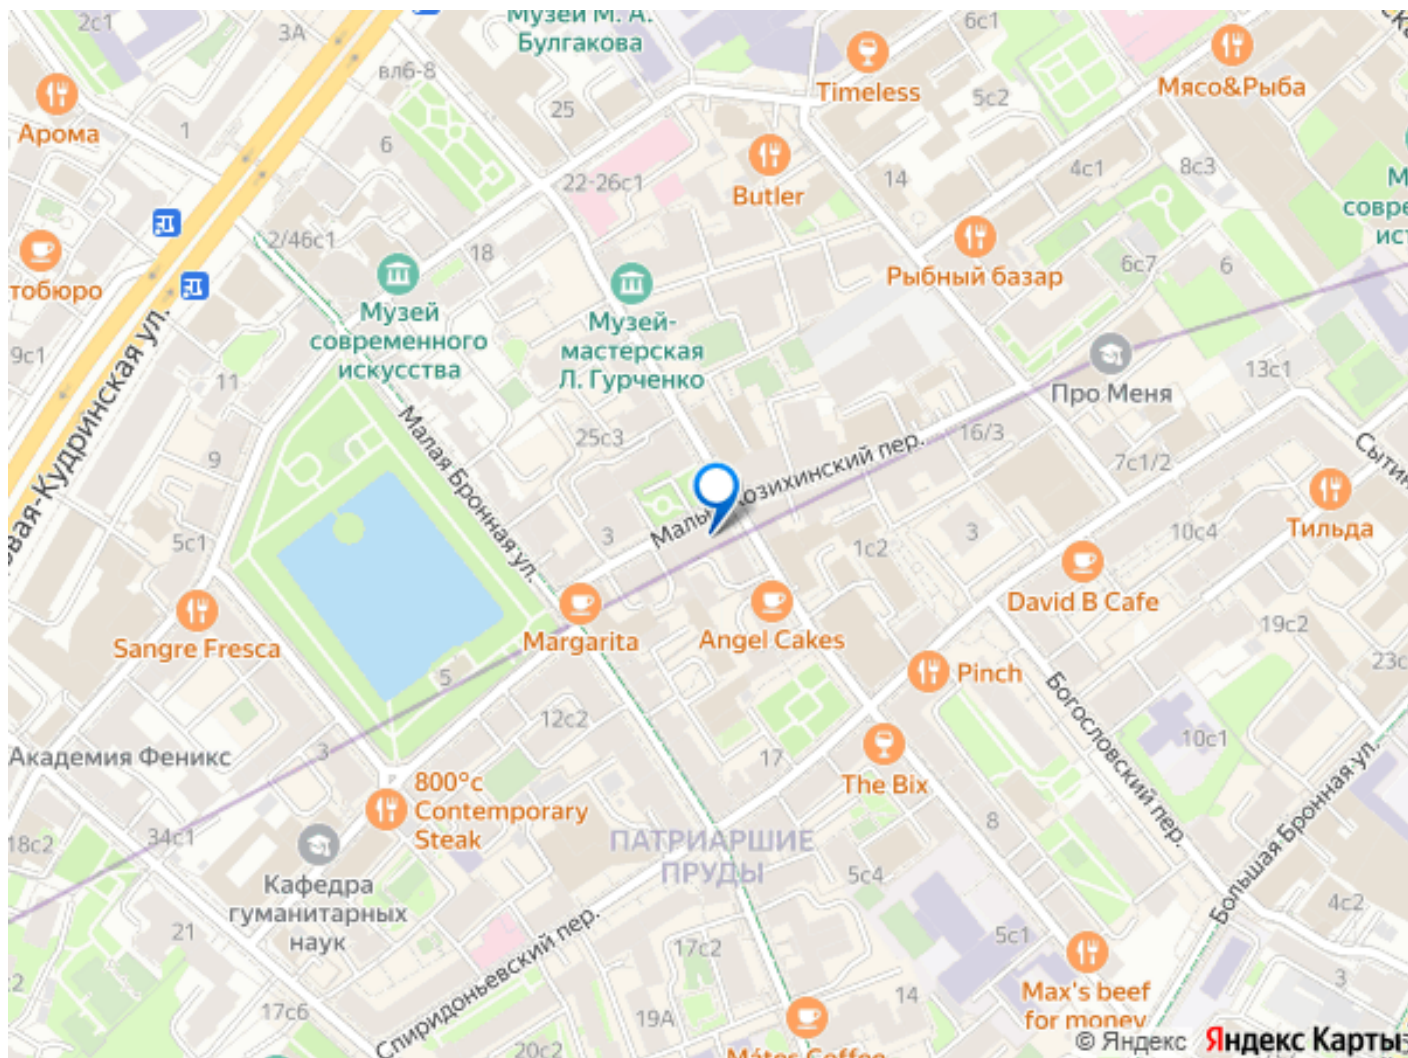 2с1
3А
Музей М. А.
Булгакова
6с1
вл6-8
Арома
1
6
25
Timeless
5с2
Мясо&Рыба
22-26с1
Butler
14
4с1
8с3
2/46с1
18
Рыбный базар
6с7
6
тобюро
Музей
современного
искусства
Музей-
мастерская
Л. Гурченко
9с1
11
Про Меня
13с1
25с3
16/3
7с1/2
9
Малая Бронная ул.
5с1
3
1с2
3
10с4
Тильда
Sangre Fresca
Margarita
Angel Cakes
David B Cafe
19с2
23с
5
Pinch
Богословский пер.
12с2
10с1
Академия Феникс
3
17
The Bix
800°c
Contemporary
Steak
8
18с2
34с1
ПАТРИАРШИЕ
ПРУДЫ
5с4
Большая Бронная ул.
Кафедра
гуманитарных
наук
4с2
21
17с2
5с1
Спиридоньевский пер.
3
14
Max's beef
for money
17с6
19А
20с2
© Яндекс
Яндекс Карты